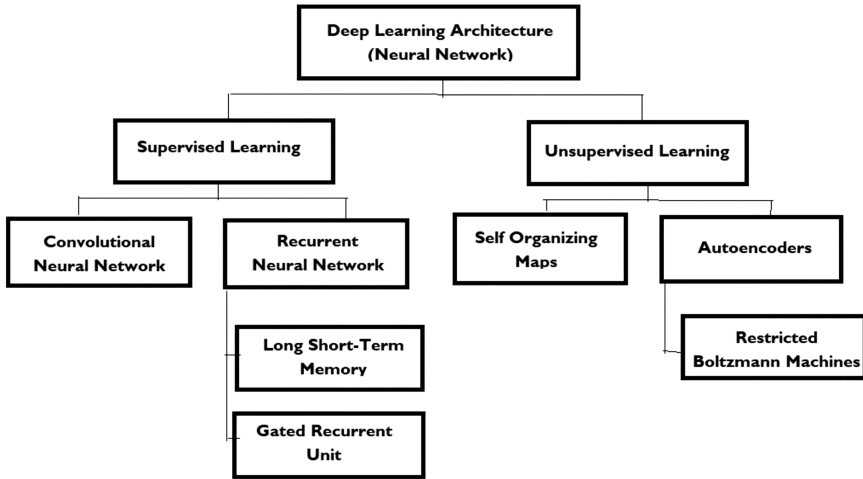 Deep Learning Architecture
(Neural Network)
Supervised Learning
Unsupervised Learning
Convolutional
Neural Network
Recurrent
Neural Network
Self Organizing
Maps
Autoencoders
Long Short-Term
Memory
Restricted
Boltzmann Machines
Gated Recurrent
Unit